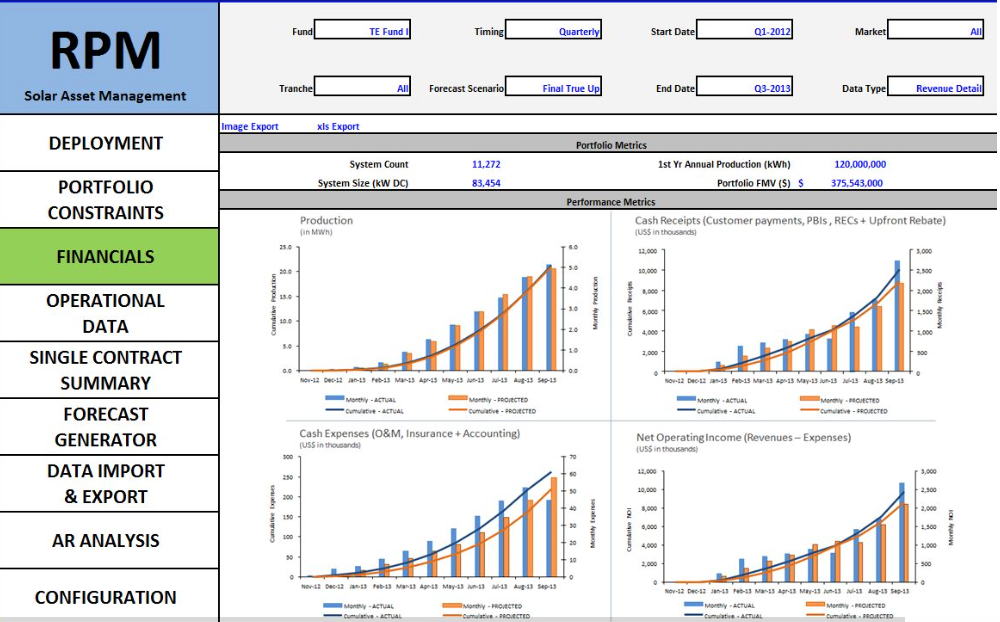 RPM
Solar Asset Management
Fund TE Fund I Timing Quarterly Start Date Q1-2012 Market All
Tranche All Forecast Scenario Final True Up End Date Q3-2013 Data Type Revenue Detail
DEPLOYMENT
PORTFOLIO
CONSTRAINTS
FINANCIALS
OPERATIONAL
DATA
SINGLE CONTRACT
SUMMARY
FORECAST
GENERATOR
DATA IMPORT
& EXPORT
AR ANALYSIS
CONFIGURATION
Image Export xls Export
Portfolio Metrics
System Count 11,272 1st Yr Annual Production (kWh) 120,000,000
System Size (kW DC) 83,454 Portfolio FMV ($) $ 375,543,000
Performance Metrics
Production
(in MWh)
25.0
20.0
15.0
10.0
5.0
0.0
Cumulative Production
6.0
5.0
4.0
3.0
2.0
1.0
0.0
Monthly Production
Nov-12 Dec-12 Jan-13 Feb-13 Mar-13 Apr-13 May-13 Jun-13 Jul-13 Aug-13 Sep-13
Monthly - ACTUAL Monthly - PROJECTED
Cumulative - ACTUAL Cumulative - PROJECTED
Cash Receipts (Customer payments, PBIs , RECs + Upfront Rebate)
(US$ in thousands)
12,000
10,000
8,000
6,000
4,000
2,000
0
Cumulative Receipts
3,000
2,500
2,000
1,500
1,000
500
0
Monthly Receipts
Nov-12 Dec-12 Jan-13 Feb-13 Mar-13 Apr-13 May-13 Jun-13 Jul-13 Aug-13 Sep-13
Monthly - ACTUAL Monthly - PROJECTED
Cumulative - ACTUAL Cumulative - PROJECTED
Cash Expenses (O&M, Insurance + Accounting)
(US$ in thousands)
300
250
200
150
100
50
0
Cumulative Expenses
70
60
50
40
30
20
10
0
Monthly Expenses
Nov-12 Dec-12 Jan-13 Feb-13 Mar-13 Apr-13 May-13 Jun-13 Jul-13 Aug-13 Sep-13
Monthly - ACTUAL Monthly - PROJECTED
Cumulative - ACTUAL Cumulative - PROJECTED
Net Operating Income (Revenues – Expenses)
(US$ in thousands)
12,000
10,000
8,000
6,000
4,000
2,000
0
Cumulative NOI
3,000
2,500
2,000
1,500
1,000
500
0
Monthly NOI
Nov-12 Dec-12 Jan-13 Feb-13 Mar-13 Apr-13 May-13 Jun-13 Jul-13 Aug-13 Sep-13
Monthly - ACTUAL Monthly - PROJECTED
Cumulative - ACTUAL Cumulative - PROJECTED